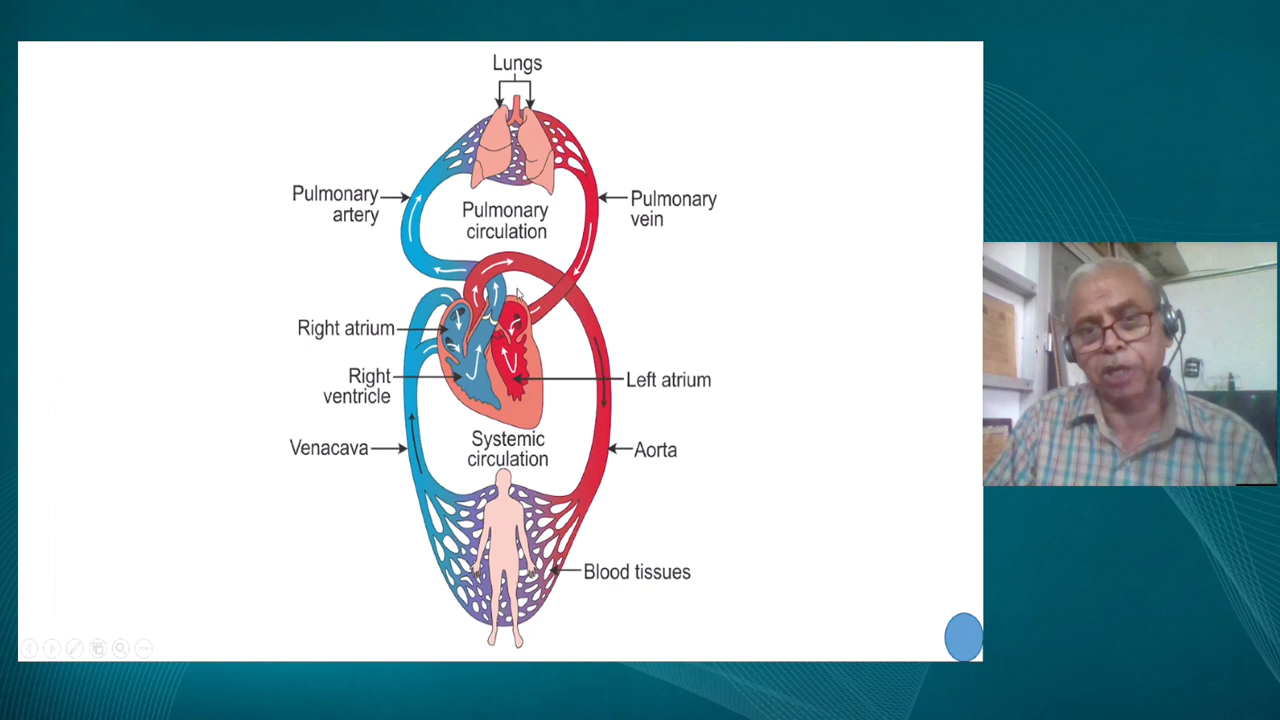 Lungs
Pulmonary
artery
Pulmonary
circulation
Pulmonary
vein
Right atrium
Right
ventricle
Left atrium
Venacava
Systemic
circulation
Aorta
Blood tissues